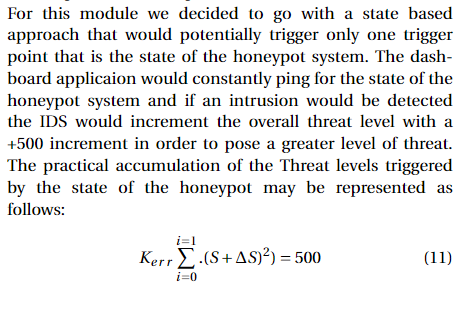 For this module we decided to go with a state based
approach that would potentially trigger only one trigger
point that is the state of the honeypot system. The dash-
board applicaion would constantly ping for the state of the
honeypot system and if an intrusion would be detected
the IDS would increment the overall threat level with a
+500 increment in order to pose a greater level of threat.
The practical accumulation of the Threat levels triggered
by the state of the honeypot may be represented as
follows:
i=1
K_{err} ∑ .(S + ΔS)²) = 500 (11)
i=0